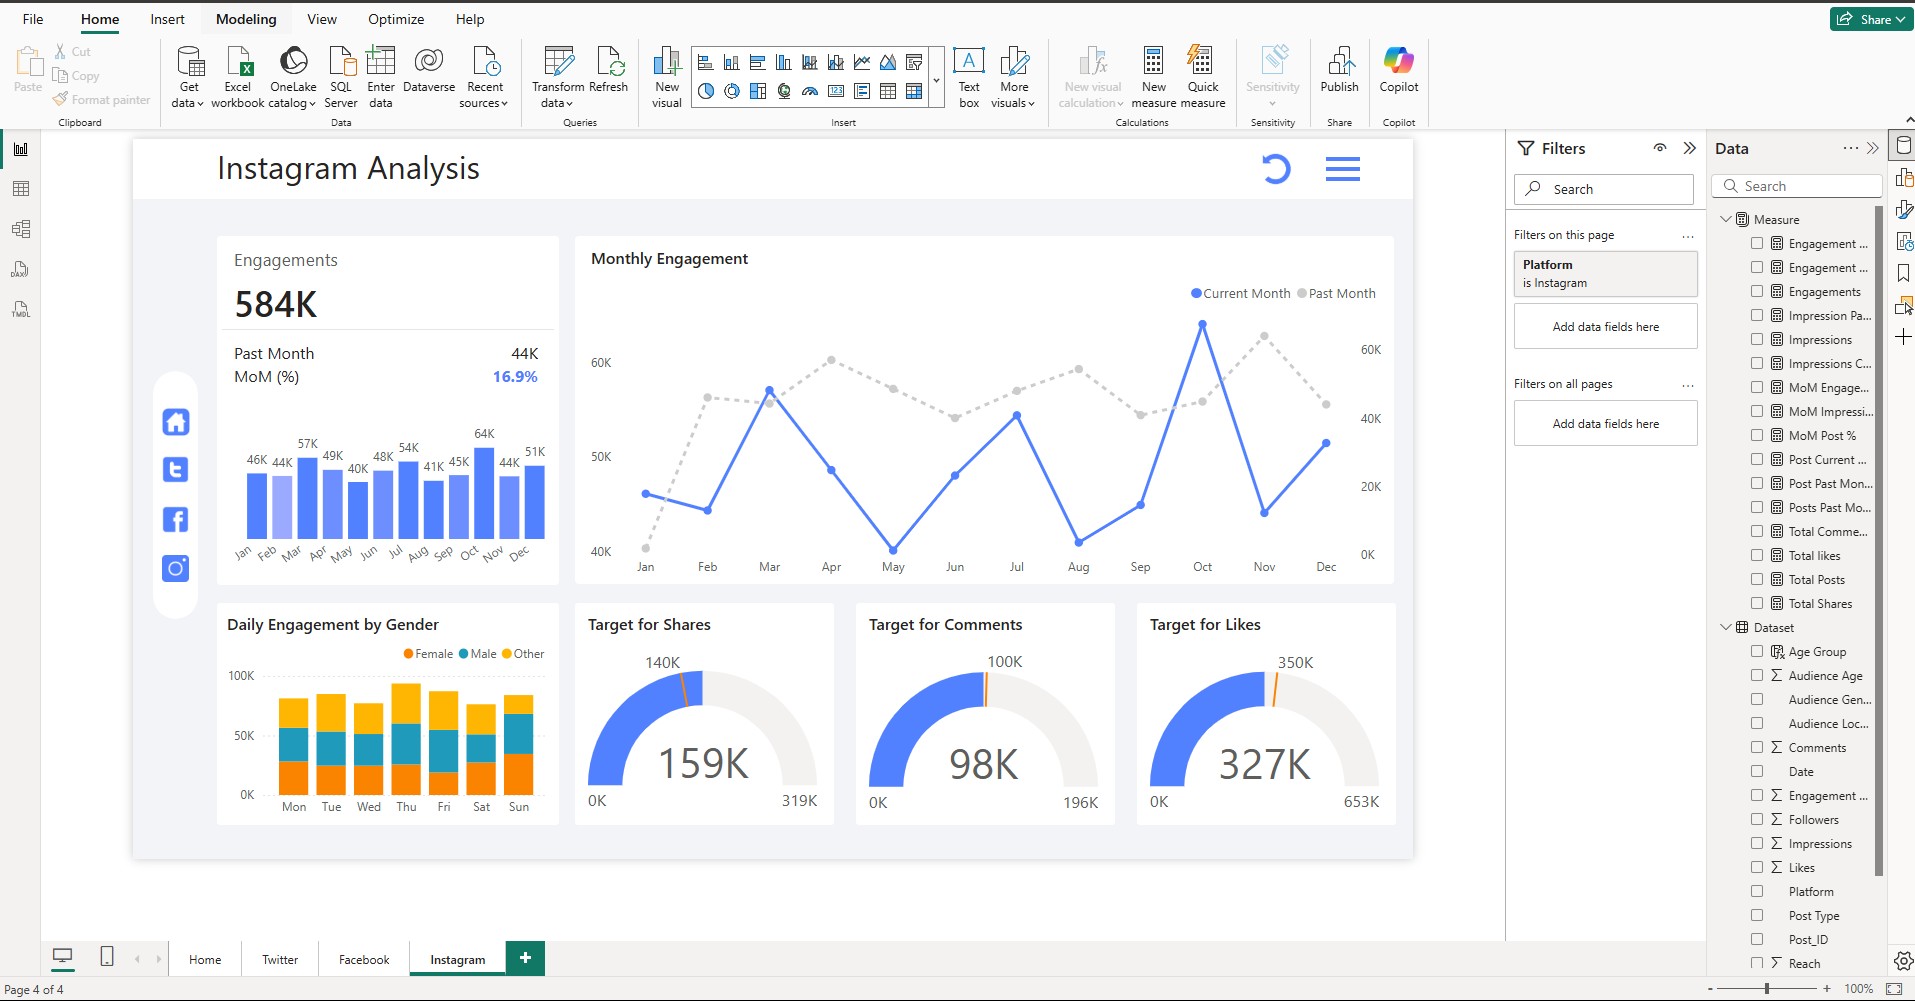 File Home Insert Modeling View Optimize Help Share
Paste
Cut
Copy
Format painter
Clipboard
Get data
Excel workbook
OneLake catalog
SQL Server
Enter data
Dataverse
Recent sources
Data
Transform data
Refresh
Queries
New visual
Text box
More visuals
Insert
New visual calculation
New measure
Quick measure
Calculations
Sensitivity
Sensitivity
Publish
Share
Copilot
Copilot
DAX
TMDL
Instagram Analysis
Engagements
584K
Past Month 44K
MoM (%) 16.9%
46K 44K 57K 49K 40K 48K 54K 41K 45K 64K 44K 51K
Jan Feb Mar Apr May Jun Jul Aug Sep Oct Nov Dec
Monthly Engagement
Current Month Past Month
60K
50K
40K
60K
40K
20K
0K
Jan Feb Mar Apr May Jun Jul Aug Sep Oct Nov Dec
Daily Engagement by Gender
Female Male Other
100K
50K
0K
Mon Tue Wed Thu Fri Sat Sun
Target for Shares
140K
159K
0K 319K
Target for Comments
100K
98K
0K 196K
Target for Likes
350K
327K
0K 653K
Filters
Search
Filters on this page ...
Platform
is Instagram
Add data fields here
Filters on all pages ...
Add data fields here
Data ...
Search
Measure
Engagement ...
Engagement ...
Engagements
Impression Pa...
Impressions
Impressions C...
MoM Engage...
MoM Impressi...
MoM Post %
Post Current ...
Post Past Mon...
Posts Past Mo...
Total Comme...
Total likes
Total Posts
Total Shares
Dataset
Age Group
Audience Age
Audience Gen...
Audience Loc...
Comments
Date
Engagement ...
Followers
Impressions
Likes
Platform
Post Type
Post_ID
Reach
Home Twitter Facebook Instagram +
Page 4 of 4
- + 100%